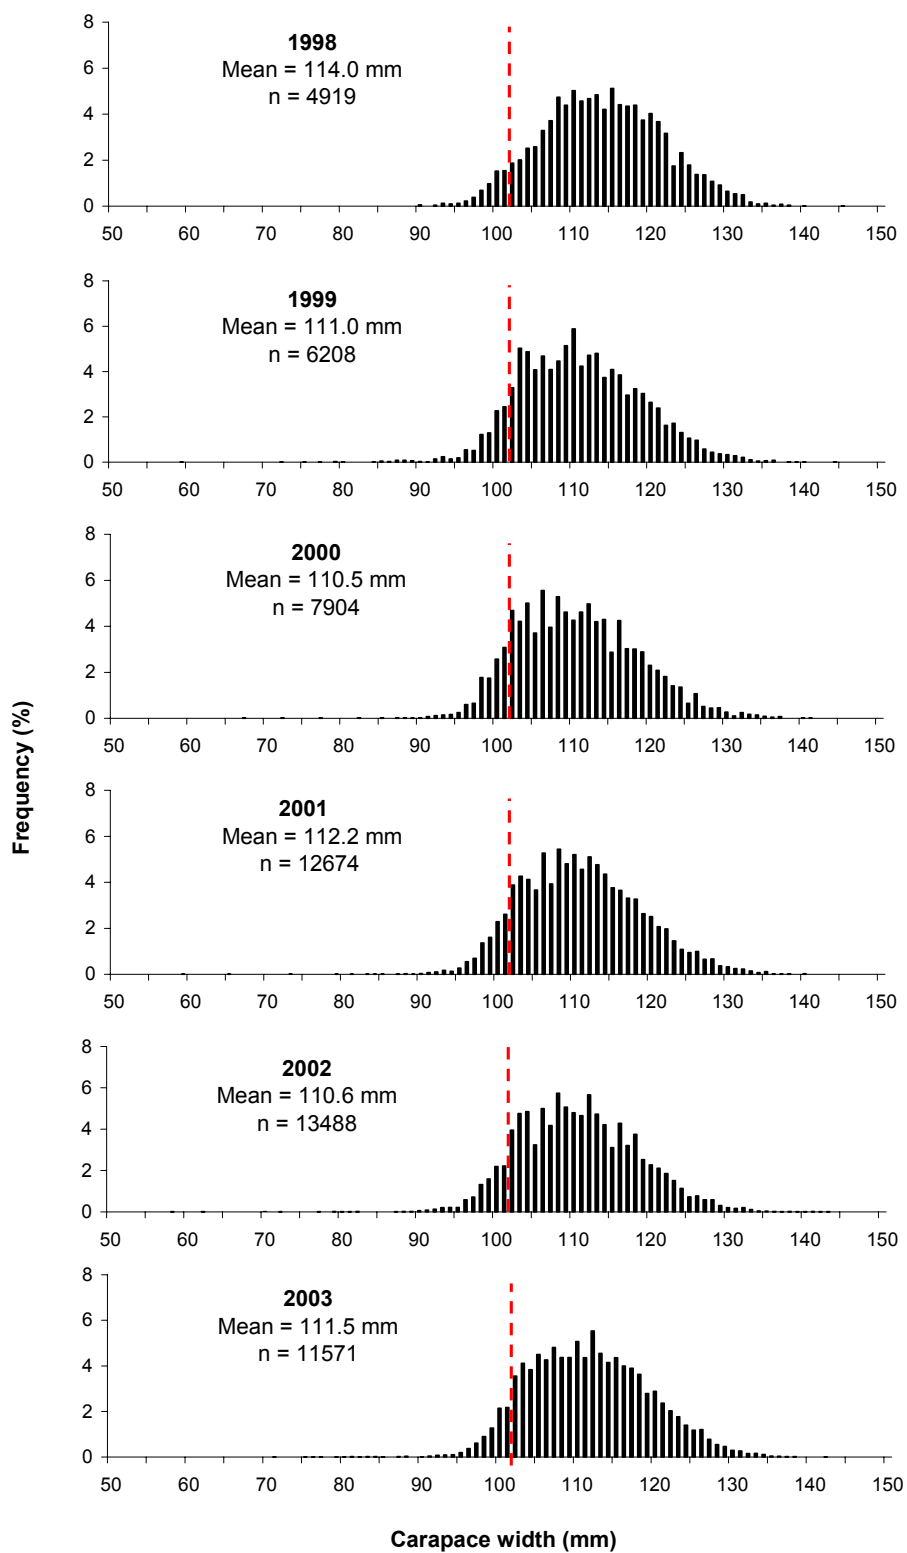 8
6
4
2
0
1998
Mean = 114.0 mm
n = 4919
50 60 70 80 90 100 110 120 130 140 150
8
6
4
2
0
1999
Mean = 111.0 mm
n = 6208
50 60 70 80 90 100 110 120 130 140 150
8
6
4
2
0
2000
Mean = 110.5 mm
n = 7904
50 60 70 80 90 100 110 120 130 140 150
Frequency (%)
8
6
4
2
0
2001
Mean = 112.2 mm
n = 12674
50 60 70 80 90 100 110 120 130 140 150
8
6
4
2
0
2002
Mean = 110.6 mm
n = 13488
50 60 70 80 90 100 110 120 130 140 150
8
6
4
2
0
2003
Mean = 111.5 mm
n = 11571
50 60 70 80 90 100 110 120 130 140 150
Carapace width (mm)